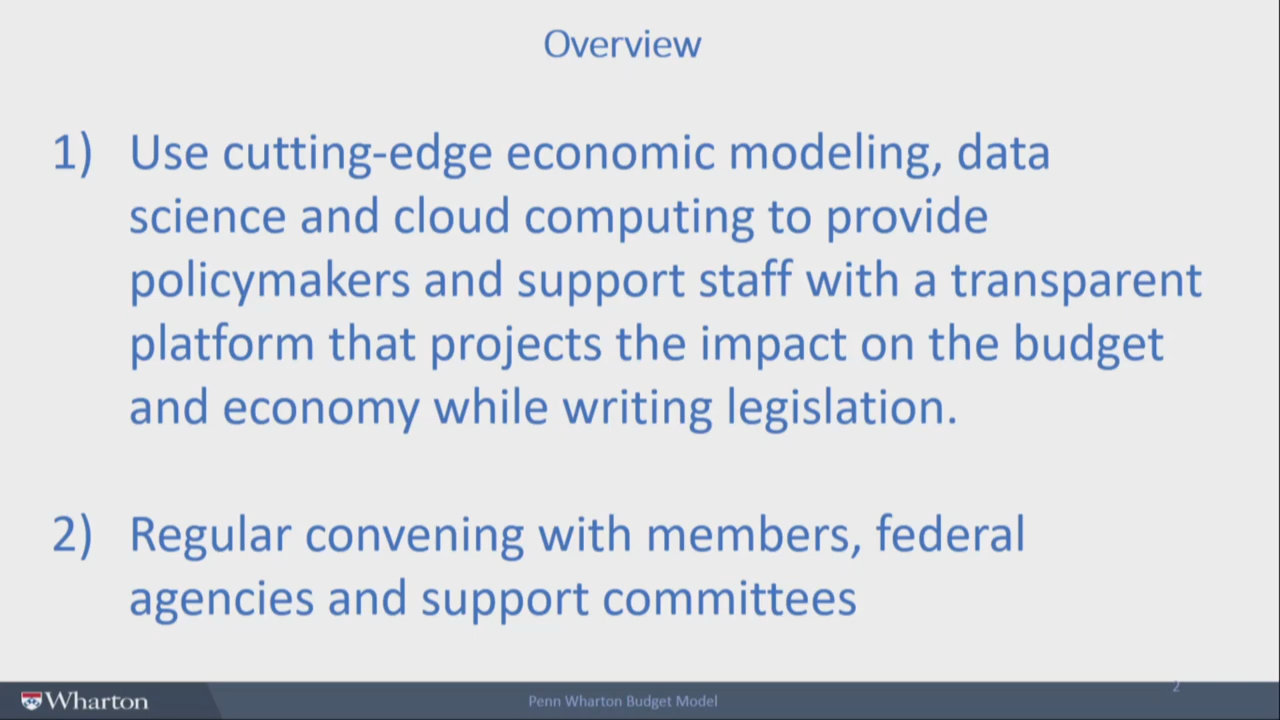 Overview
1) Use cutting-edge economic modeling, data
science and cloud computing to provide
policymakers and support staff with a transparent
platform that projects the impact on the budget
and economy while writing legislation.
2) Regular convening with members, federal
agencies and support committees
2
Wharton
Penn Wharton Budget Model